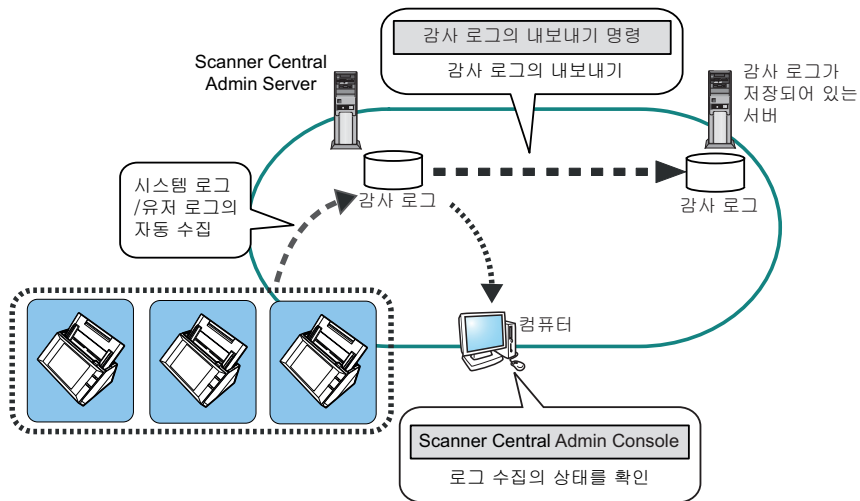 감사 로그의 내보내기 명령
감사 로그의 내보내기
Scanner Central
Admin Server
감사 로그가
저장되어 있는
서버
시스템 로그
/유저 로그의
자동 수집
감사 로그
감사 로그
컴퓨터
Scanner Central Admin Console
로그 수집의 상태를 확인